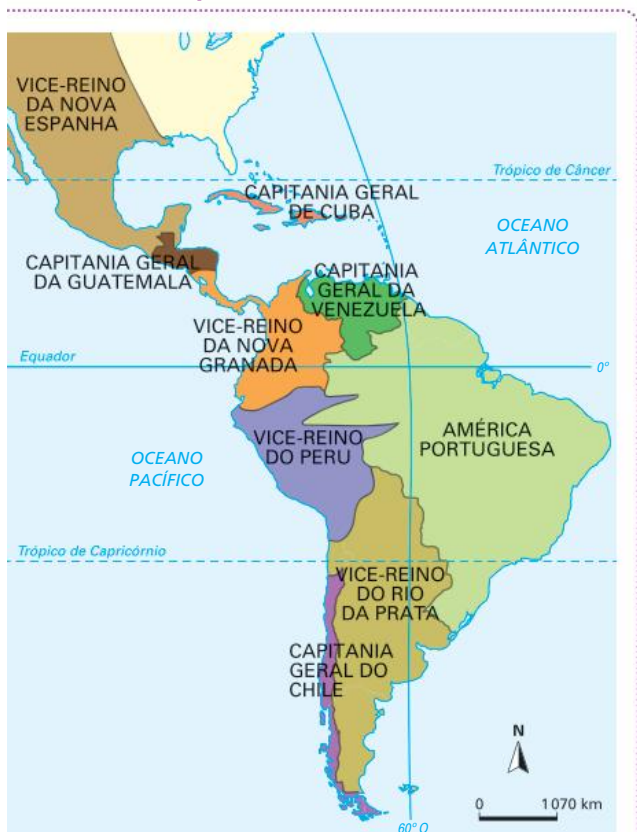 VICE-REINO
DA NOVA
ESPANHA
Trópico de Câncer
CAPITANIA GERAL
DE CUBA
OCEANO
ATLÂNTICO
CAPITANIA GERAL
DA GUATEMALA
CAPITANIA
GERAL DA
VENEZUELA
VICE-REINO
DA NOVA
GRANADA
Equador
0°
AMÉRICA
PORTUGUESA
VICE-REINO
DO PERU
OCEANO
PACÍFICO
Trópico de Capricórnio
VICE-REINO
DO RIO
DA PRATA
CAPITANIA
GERAL DO
CHILE
N
0 1 070 km
60° O